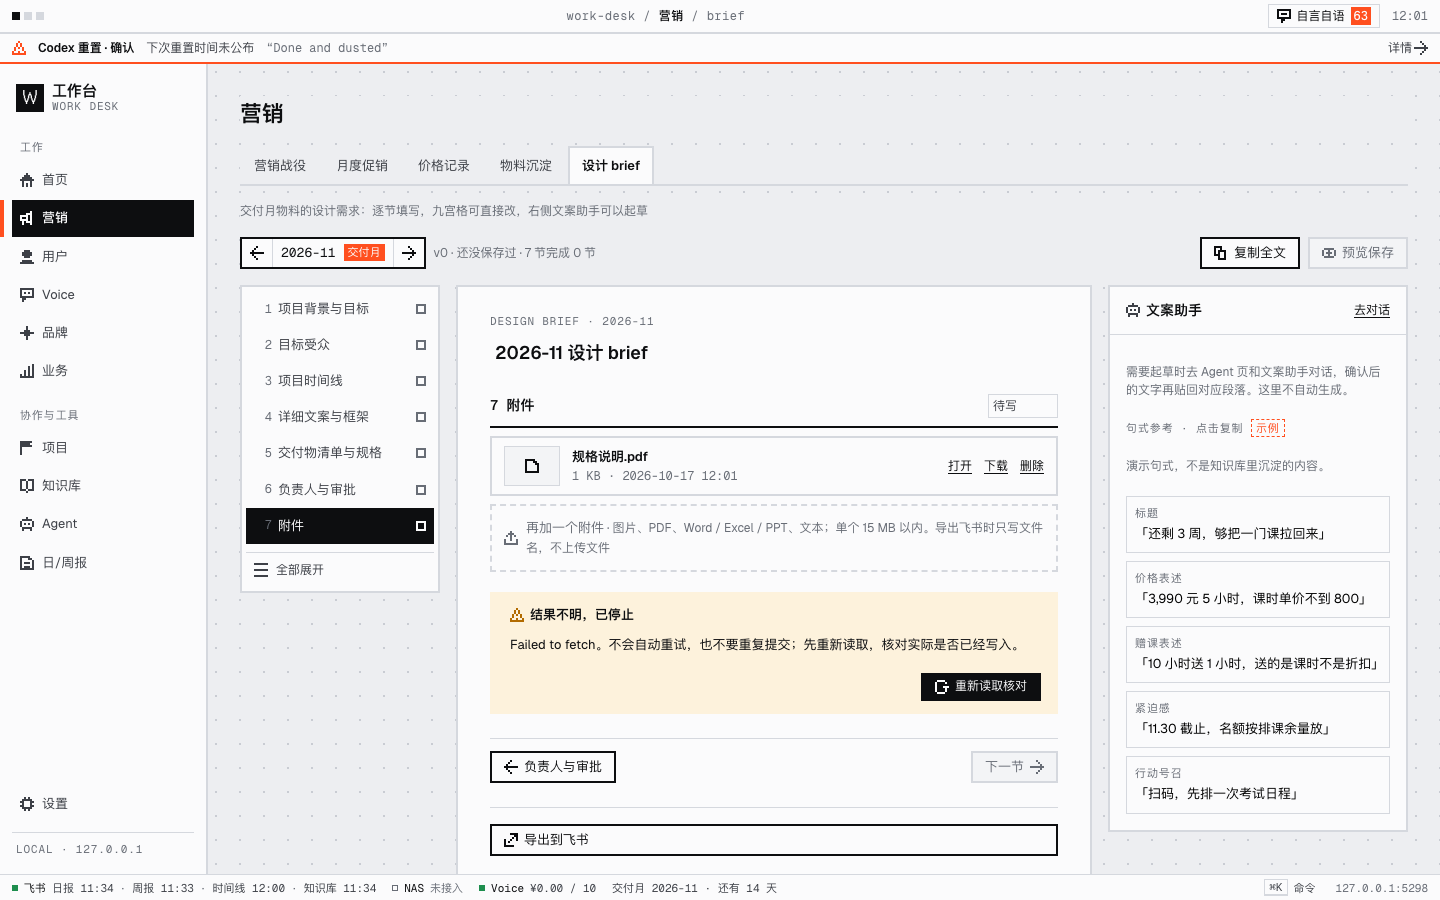 work-desk / 营销 / brief
自言自语 63
12:01
Codex 重置 · 确认 下次重置时间未公布 “Done and dusted”
详情
W
工作台
WORK DESK
工作
首页
营销
用户
Voice
品牌
业务
协作与工具
项目
知识库
Agent
日/周报
设置
LOCAL · 127.0.0.1
营销
营销战役 月度促销 价格记录 物料沉淀 设计 brief
交付月物料的设计需求：逐节填写，九宫格可直接改，右侧文案助手可以起草
2026-11 交付月
v0 · 还没保存过 · 7 节完成 0 节
复制全文
预览保存
1 项目背景与目标
2 目标受众
3 项目时间线
4 详细文案与框架
5 交付物清单与规格
6 负责人与审批
7 附件
全部展开
DESIGN BRIEF · 2026-11
2026-11 设计 brief
7 附件
待写
规格说明.pdf
1 KB · 2026-10-17 12:01
打开 下载 删除
再加一个附件 · 图片、PDF、Word / Excel / PPT、文本；单个 15 MB 以内。导出飞书时只写文件
名，不上传文件
结果不明，已停止
Failed to fetch。不会自动重试，也不要重复提交；先重新读取，核对实际是否已经写入。
重新读取核对
负责人与审批
下一节
导出到飞书
文案助手
去对话
需要起草时去 Agent 页和文案助手对话，确认后
的文字再贴回对应段落。这里不自动生成。
句式参考 · 点击复制 示例
演示句式，不是知识库里沉淀的内容。
标题
「还剩 3 周，够把一门课拉回来」
价格表述
「3,990 元 5 小时，课时单价不到 800」
赠课表述
「10 小时送 1 小时，送的是课时不是折扣」
紧迫感
「11.30 截止，名额按排课余量放」
行动号召
「扫码，先排一次考试日程」
飞书 日报 11:34 · 周报 11:33 · 时间线 12:00 · 知识库 11:34
NAS 未接入
Voice ¥0.00 / 10
交付月 2026-11 · 还有 14 天
⌘K 命令
127.0.0.1:5298